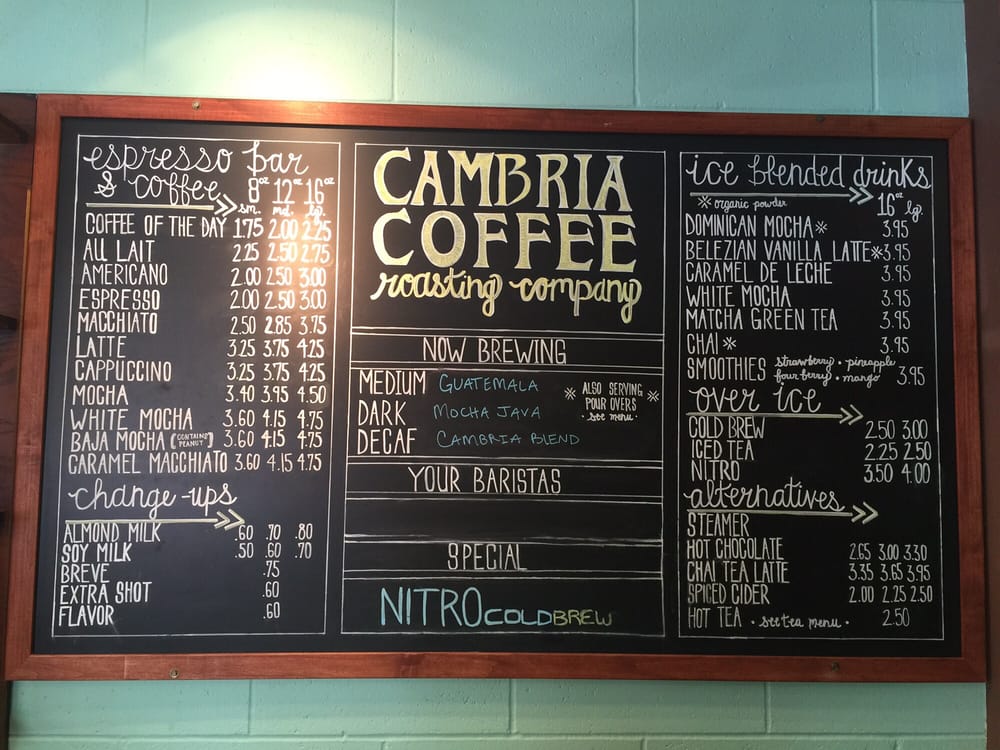 espresso bar
& coffee 8oz 12oz 16oz
sm. md. lg.
COFFEE OF THE DAY 1.75 2.00 2.25
AU LAIT 2.25 2.50 2.75
AMERICANO 2.00 2.50 3.00
ESPRESSO 2.00 2.50 3.00
MACCHIATO 2.50 2.85 3.75
LATTE 3.25 3.75 4.25
CAPPUCCINO 3.25 3.75 4.25
MOCHA 3.40 3.95 4.50
WHITE MOCHA 3.60 4.15 4.75
BAJA MOCHA (CONTAINS PEANUT) 3.60 4.15 4.75
CARAMEL MACCHIATO 3.60 4.15 4.75
change-ups
ALMOND MILK .60 .70 .80
SOY MILK .50 .60 .70
BREVE .75
EXTRA SHOT .60
FLAVOR .60
CAMBRIA
COFFEE
roasting company
NOW BREWING
MEDIUM GUATEMALA
DARK MOCHA JAVA
DECAF CAMBRIA BLEND
※ ALSO SERVING ※
POUR OVERS
· see menu ·
YOUR BARISTAS
SPECIAL
NITRO COLD BREW
ice blended drinks
※ organic powder 16oz lg.
DOMINICAN MOCHA※ 3.95
BELEZIAN VANILLA LATTE※ 3.95
CARAMEL DE LECHE 3.95
WHITE MOCHA 3.95
MATCHA GREEN TEA 3.95
CHAI※ 3.95
SMOOTHIES strawberry · pineapple
four berry · mango 3.95
over ice
COLD BREW 2.50 3.00
ICED TEA 2.25 2.50
NITRO 3.50 4.00
alternatives
STEAMER
HOT CHOCOLATE 2.65 3.00 3.30
CHAI TEA LATTE 3.35 3.65 3.95
SPICED CIDER 2.00 2.25 2.50
HOT TEA · see tea menu · 2.50